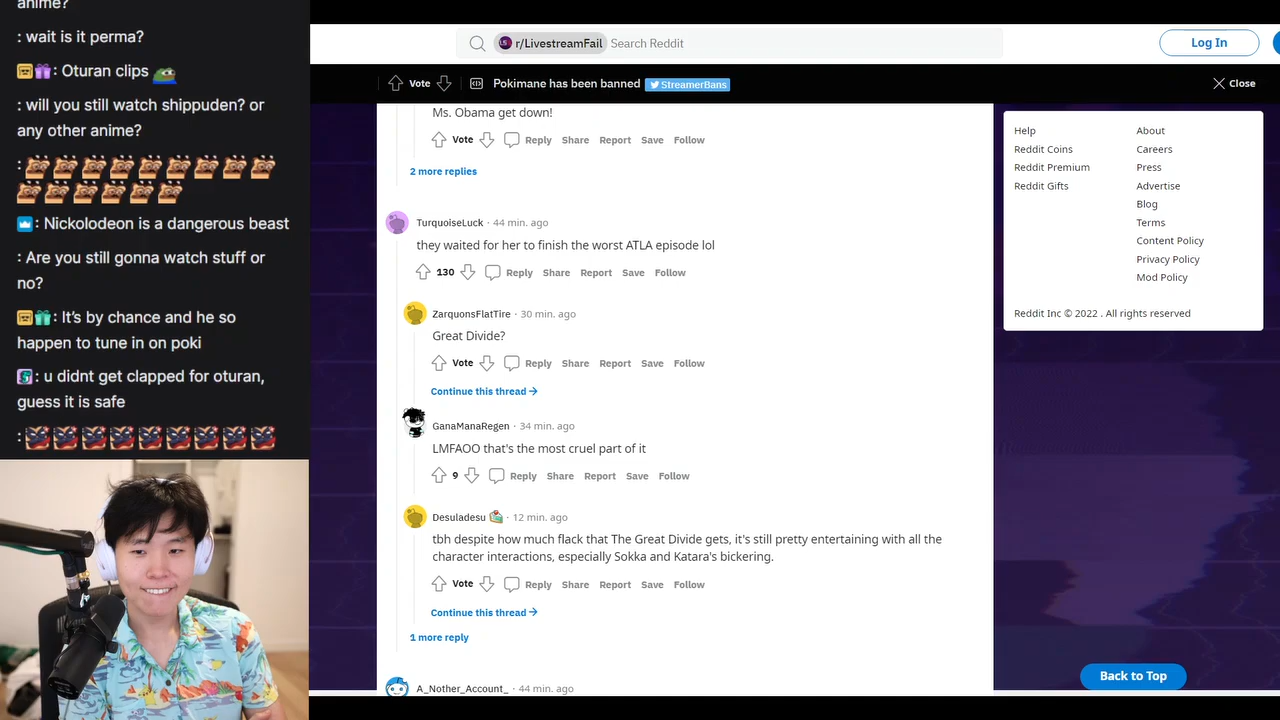 anime?
: wait is it perma?
: Oturan clips
: will you still watch shippuden? or
any other anime?
:
: Nickolodeon is a dangerous beast
: Are you still gonna watch stuff or
no?
: It's by chance and he so
happen to tune in on poki
: u didnt get clapped for oturan,
guess it is safe
:
r/LivestreamFail Search Reddit
Log In
Vote Pokimane has been banned StreamerBans
Close
Ms. Obama get down!
Vote Reply Share Report Save Follow
2 more replies
TurquoiseLuck · 44 min. ago
they waited for her to finish the worst ATLA episode lol
130 Reply Share Report Save Follow
ZarquonsFlatTire · 30 min. ago
Great Divide?
Vote Reply Share Report Save Follow
Continue this thread →
GanaManaRegen · 34 min. ago
LMFAOO that's the most cruel part of it
9 Reply Share Report Save Follow
Desuladesu · 12 min. ago
tbh despite how much flack that The Great Divide gets, it's still pretty entertaining with all the
character interactions, especially Sokka and Katara's bickering.
Vote Reply Share Report Save Follow
Continue this thread →
1 more reply
A_Nother_Account_ · 44 min. ago
Help About
Reddit Coins Careers
Reddit Premium Press
Reddit Gifts Advertise
Blog
Terms
Content Policy
Privacy Policy
Mod Policy
Reddit Inc © 2022 . All rights reserved
Back to Top